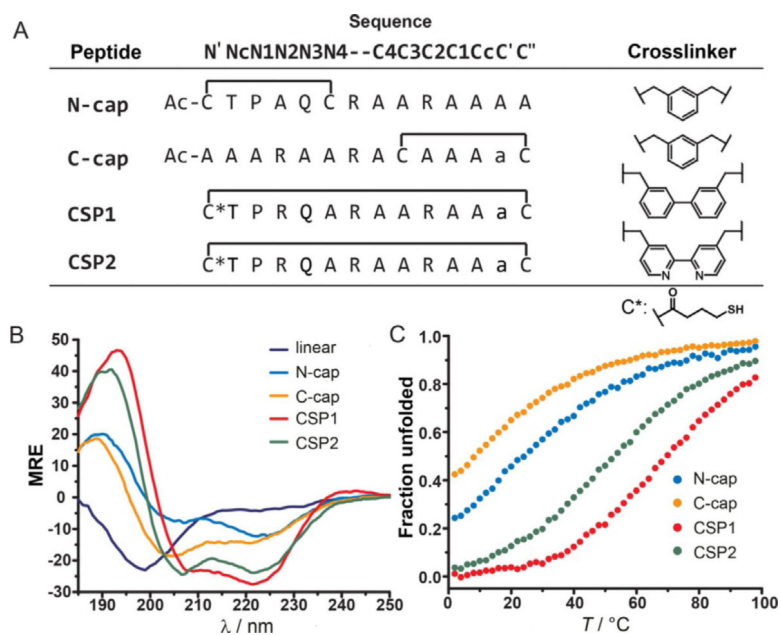 A
Sequence
Peptide N' NcN1N2N3N4--C4C3C2C1CcC'C" Crosslinker
N-cap Ac-C T P A Q C R A A R A A A A
C-cap Ac-A A A R A A R A C A A A a C
CSP1 C*T P R Q A R A A R A A a C
CSP2 C*T P R Q A R A A R A A a C
N N
C*: O SH
B
50
40
30
20
10
0
-10
-20
-30
MRE
190 200 210 220 230 240 250
λ / nm
linear
N-cap
C-cap
CSP1
CSP2
C
1.0
0.8
0.6
0.4
0.2
0.0
Fraction unfolded
0 20 40 60 80 100
T / °C
N-cap
C-cap
CSP1
CSP2